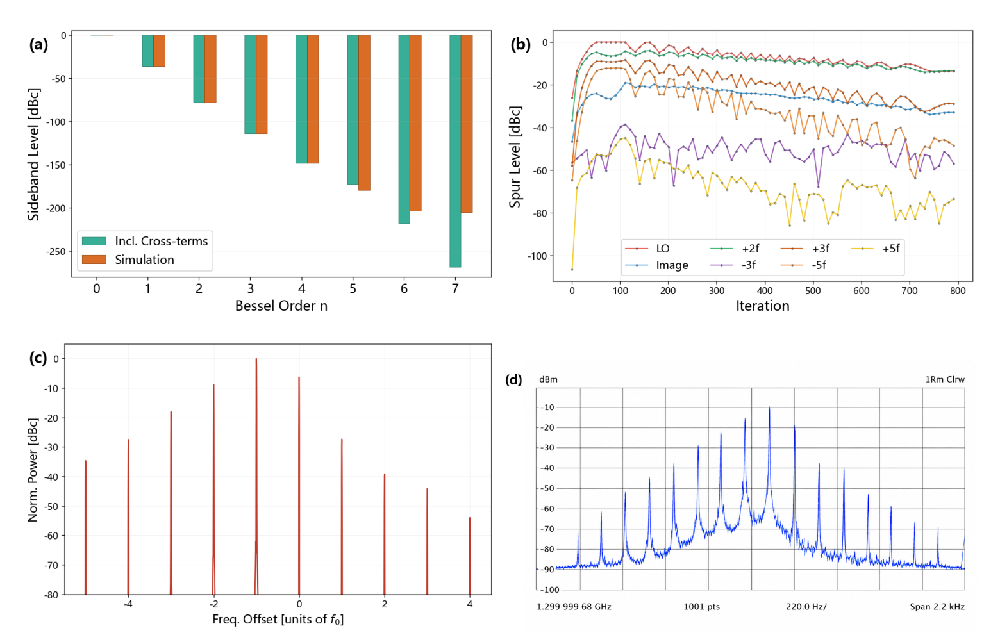 (a)
0
-50
-100
-150
-200
-250
Sideband Level [dBc]
Incl. Cross-terms
Simulation
0 1 2 3 4 5 6 7
Bessel Order n
(b)
0
-20
-40
-60
-80
-100
Spur Level [dBc]
LO +2f +3f +5f
Image -3f -5f
0 100 200 300 400 500 600 700 800
Iteration
(c)
0
-10
-20
-30
-40
-50
-60
-70
-80
Norm. Power [dBc]
-4 -2 0 2 4
Freq. Offset [units of f₀]
(d)
dBm 1Rm Clrw
-10
-20
-30
-40
-50
-60
-70
-80
-90
-100
1.299 999 68 GHz 1001 pts 220.0 Hz/ Span 2.2 kHz